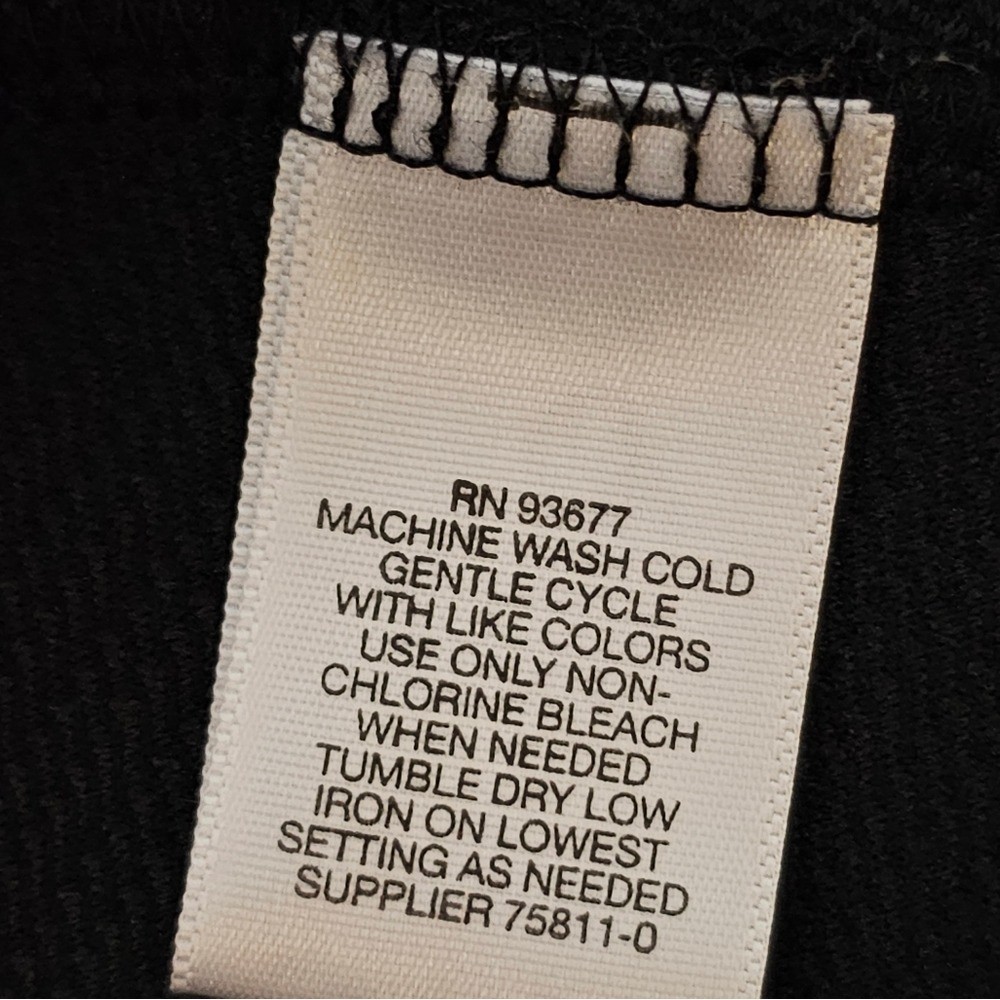 RN 93677
MACHINE WASH COLD
GENTLE CYCLE
WITH LIKE COLORS
USE ONLY NON-
CHLORINE BLEACH
WHEN NEEDED
TUMBLE DRY LOW
IRON ON LOWEST
SETTING AS NEEDED
SUPPLIER 75811-0